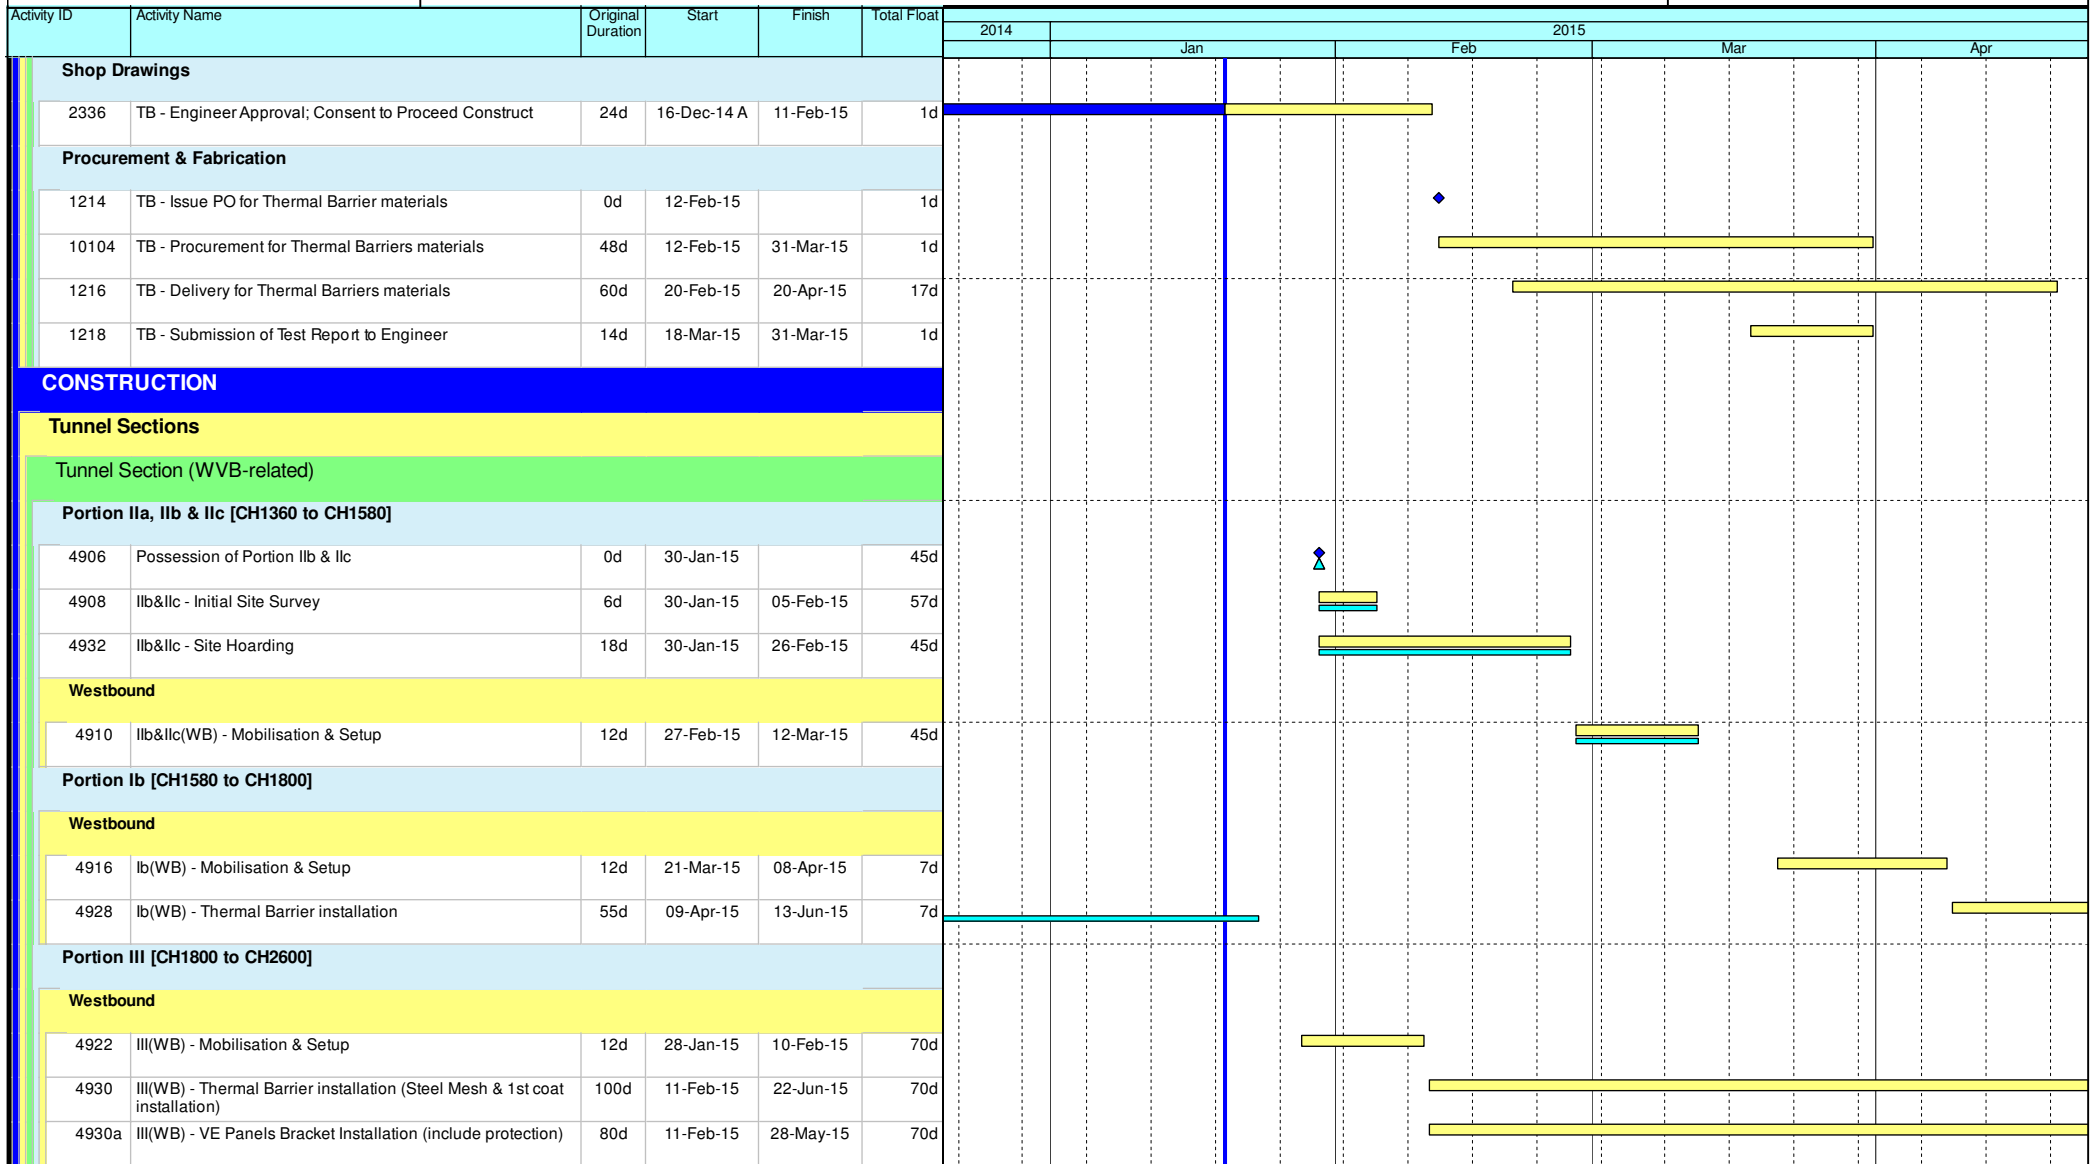 Activity ID Activity Name Original Duration Start Finish Total Float
2014 2015
Jan Feb Mar Apr
Shop Drawings
2336 TB - Engineer Approval; Consent to Proceed Construct 24d 16-Dec-14 A 11-Feb-15 1d
Procurement & Fabrication
1214 TB - Issue PO for Thermal Barrier materials 0d 12-Feb-15 1d
10104 TB - Procurement for Thermal Barriers materials 48d 12-Feb-15 31-Mar-15 1d
1216 TB - Delivery for Thermal Barriers materials 60d 20-Feb-15 20-Apr-15 17d
1218 TB - Submission of Test Report to Engineer 14d 18-Mar-15 31-Mar-15 1d
CONSTRUCTION
Tunnel Sections
Tunnel Section (WVB-related)
Portion IIa, IIb & IIc [CH1360 to CH1580]
4906 Possession of Portion IIb & IIc 0d 30-Jan-15 45d
4908 IIb&IIc - Initial Site Survey 6d 30-Jan-15 05-Feb-15 57d
4932 IIb&IIc - Site Hoarding 18d 30-Jan-15 26-Feb-15 45d
Westbound
4910 IIb&IIc(WB) - Mobilisation & Setup 12d 27-Feb-15 12-Mar-15 45d
Portion Ib [CH1580 to CH1800]
Westbound
4916 Ib(WB) - Mobilisation & Setup 12d 21-Mar-15 08-Apr-15 7d
4928 Ib(WB) - Thermal Barrier installation 55d 09-Apr-15 13-Jun-15 7d
Portion III [CH1800 to CH2600]
Westbound
4922 III(WB) - Mobilisation & Setup 12d 28-Jan-15 10-Feb-15 70d
4930 III(WB) - Thermal Barrier installation (Steel Mesh & 1st coat installation) 100d 11-Feb-15 22-Jun-15 70d
4930a III(WB) - VE Panels Bracket Installation (include protection) 80d 11-Feb-15 28-May-15 70d